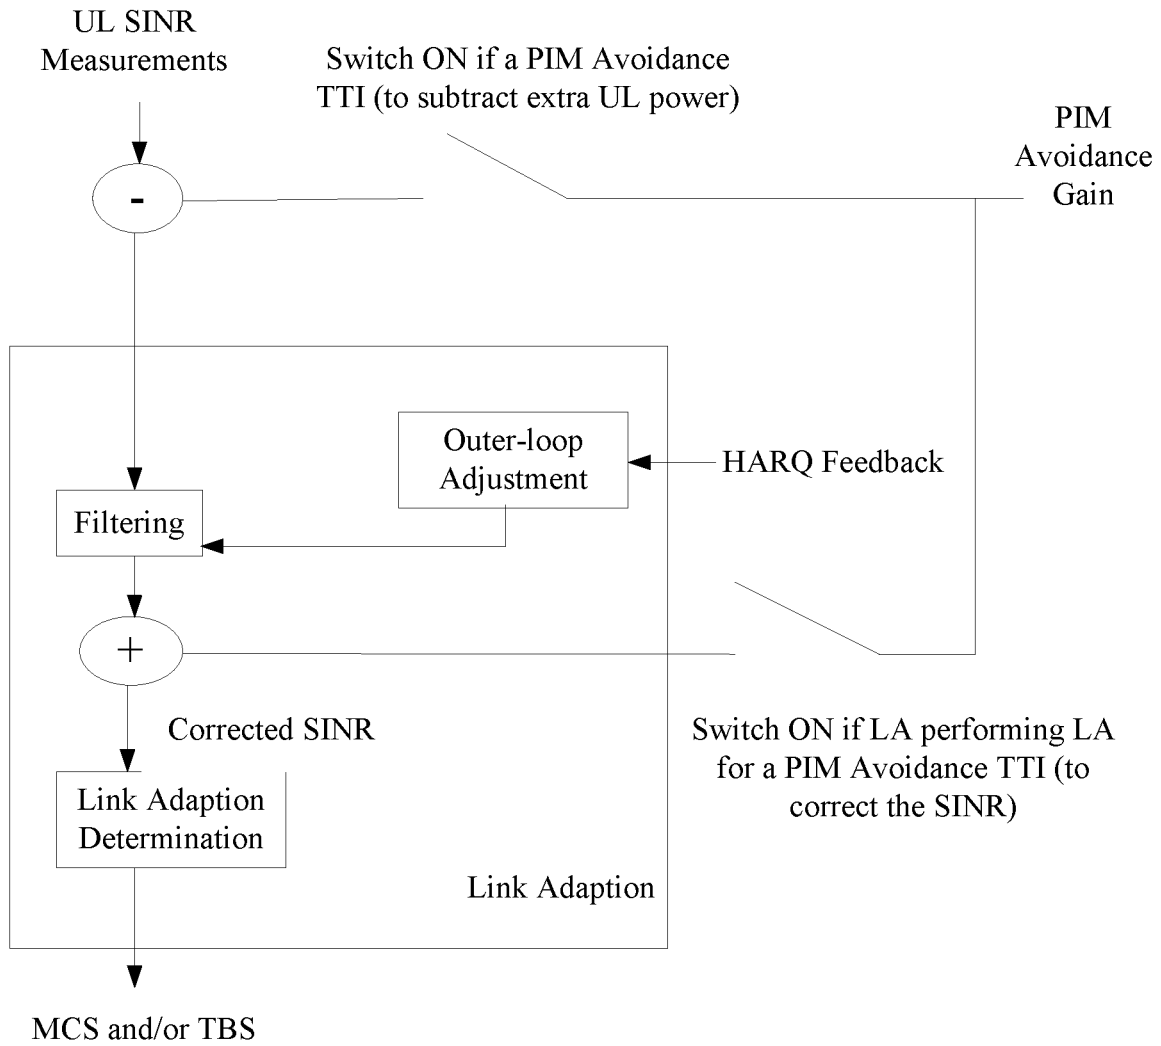 UL SINR
Measurements
Switch ON if a PIM Avoidance
TTI (to subtract extra UL power)
PIM
Avoidance
Gain
-
Outer-loop
Adjustment
HARQ Feedback
Filtering
+
Corrected SINR
Switch ON if LA performing LA
for a PIM Avoidance TTI (to
correct the SINR)
Link Adaption
Determination
Link Adaption
MCS and/or TBS